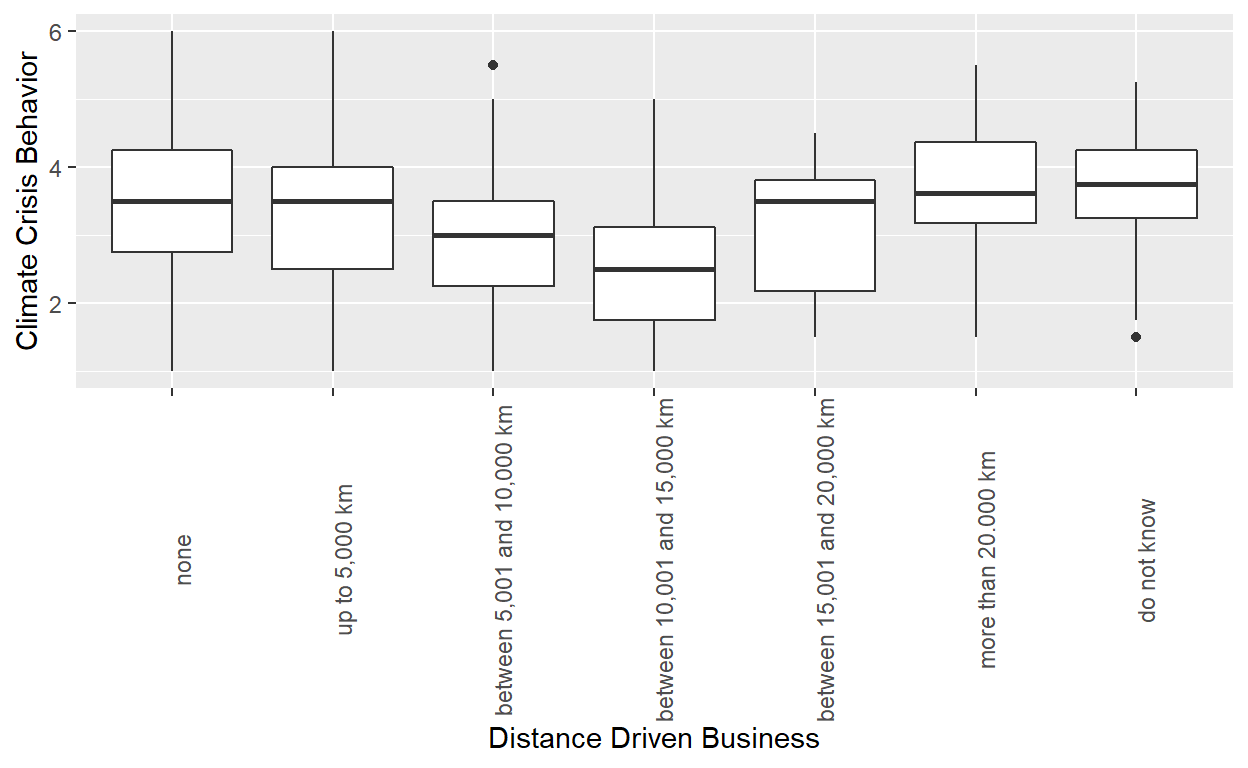 Climate Crisis Behavior
6
4
2
none
up to 5,000 km
between 5,001 and 10,000 km
between 10,001 and 15,000 km
between 15,001 and 20,000 km
more than 20.000 km
do not know
Distance Driven Business